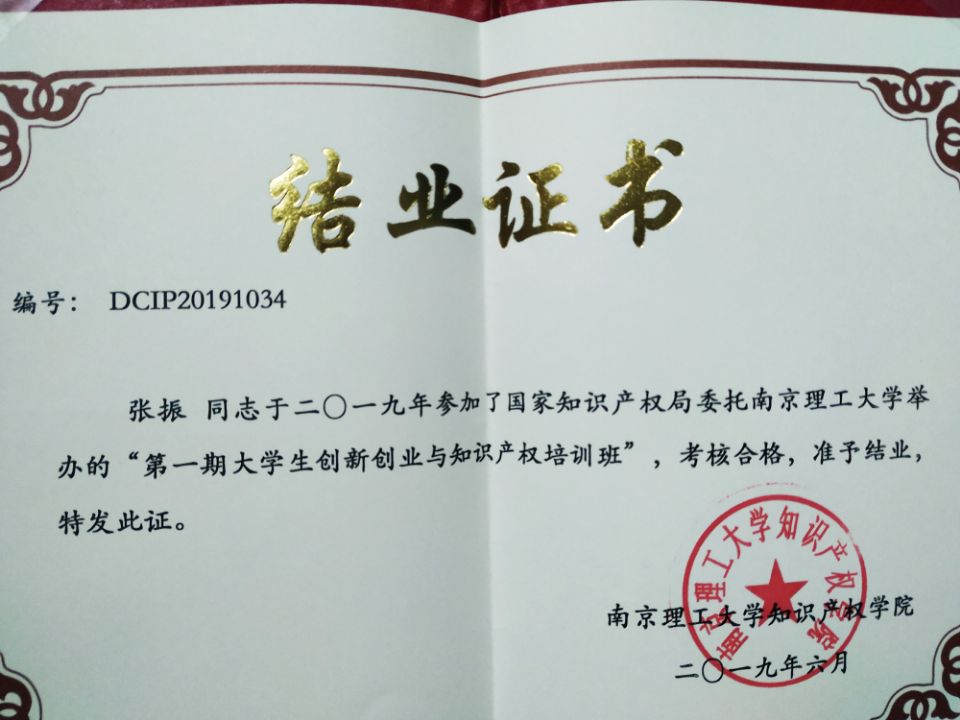 结业证书
编号： DCIP20191034
张振 同志于二〇一九年参加了国家知识产权局委托南京理工大学举
办的“第一期大学生创新创业与知识产权培训班”，考核合格，准予结业，
特发此证。
南京理工大学知识产权学院
南京理工大学知识产权学院
二〇一九年六月